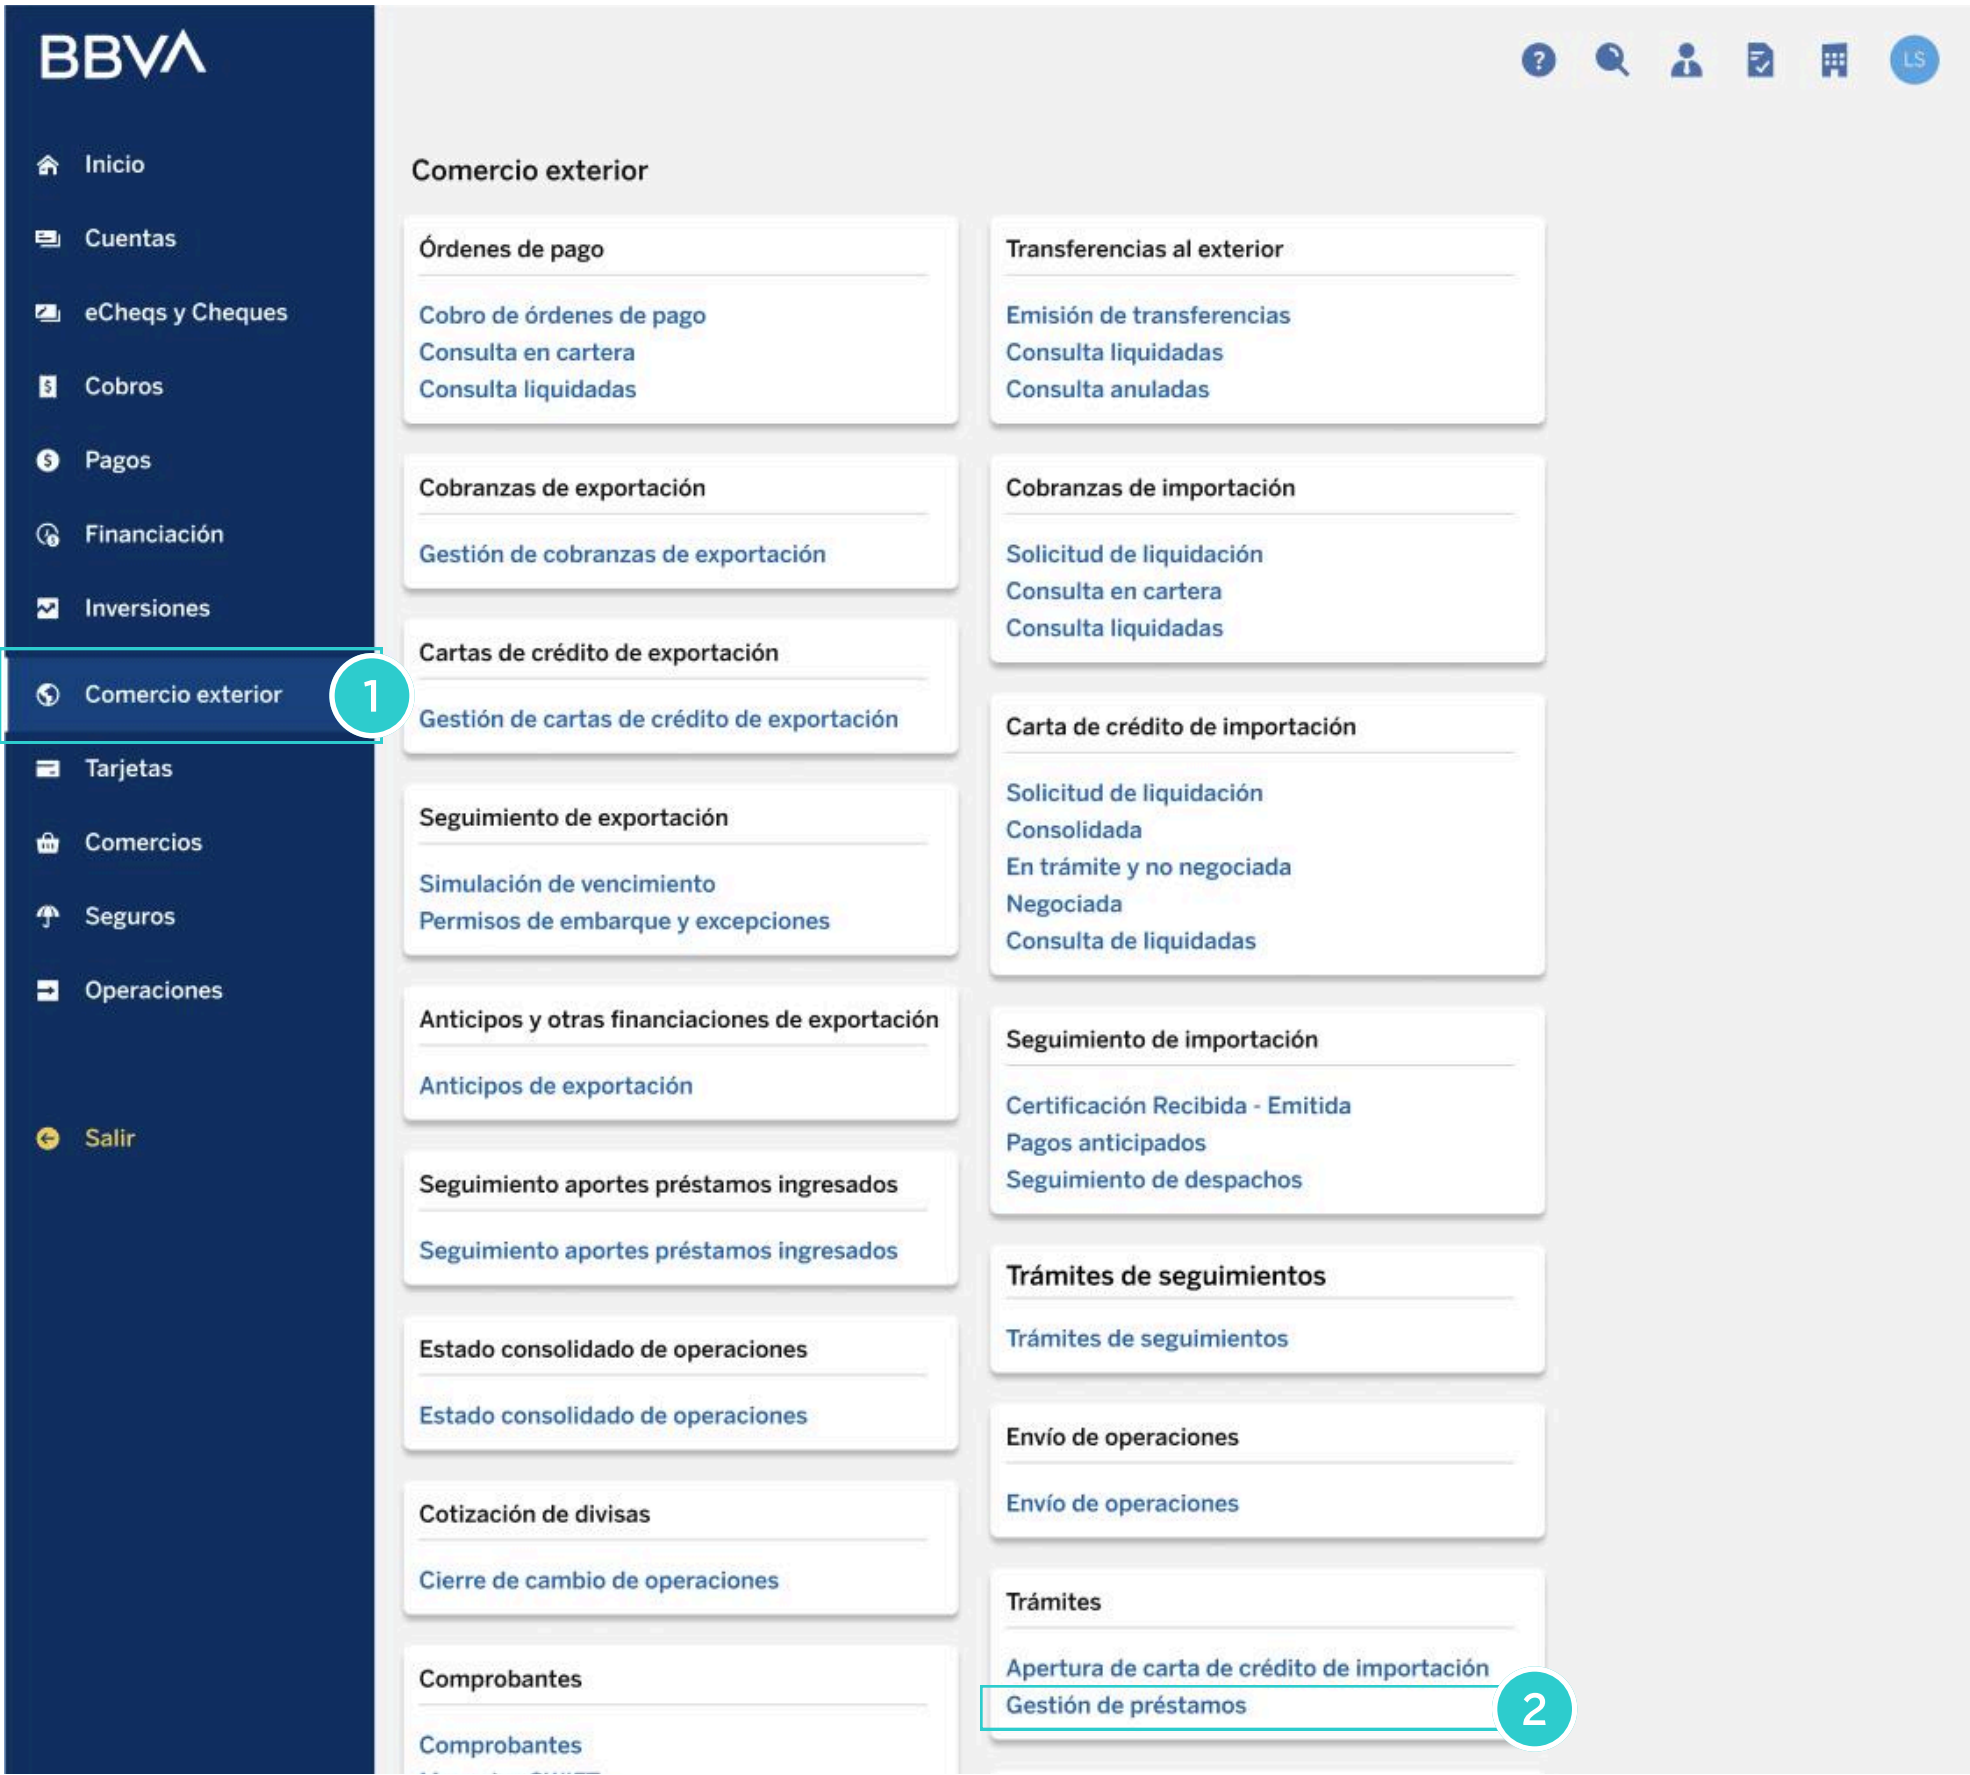 BBVA
Inicio
Cuentas
eCheqs y Cheques
Cobros
Pagos
Financiación
Inversiones
Comercio exterior
1
Tarjetas
Comercios
Seguros
Operaciones
Salir
?
LS
Comercio exterior
Órdenes de pago
Cobro de órdenes de pago
Consulta en cartera
Consulta liquidadas
Cobranzas de exportación
Gestión de cobranzas de exportación
Cartas de crédito de exportación
Gestión de cartas de crédito de exportación
Seguimiento de exportación
Simulación de vencimiento
Permisos de embarque y excepciones
Anticipos y otras financiaciones de exportación
Anticipos de exportación
Seguimiento aportes préstamos ingresados
Seguimiento aportes préstamos ingresados
Estado consolidado de operaciones
Estado consolidado de operaciones
Cotización de divisas
Cierre de cambio de operaciones
Comprobantes
Comprobantes
Transferencias al exterior
Emisión de transferencias
Consulta liquidadas
Consulta anuladas
Cobranzas de importación
Solicitud de liquidación
Consulta en cartera
Consulta liquidadas
Carta de crédito de importación
Solicitud de liquidación
Consolidada
En trámite y no negociada
Negociada
Consulta de liquidadas
Seguimiento de importación
Certificación Recibida - Emitida
Pagos anticipados
Seguimiento de despachos
Trámites de seguimientos
Trámites de seguimientos
Envío de operaciones
Envío de operaciones
Trámites
Apertura de carta de crédito de importación
Gestión de préstamos
2